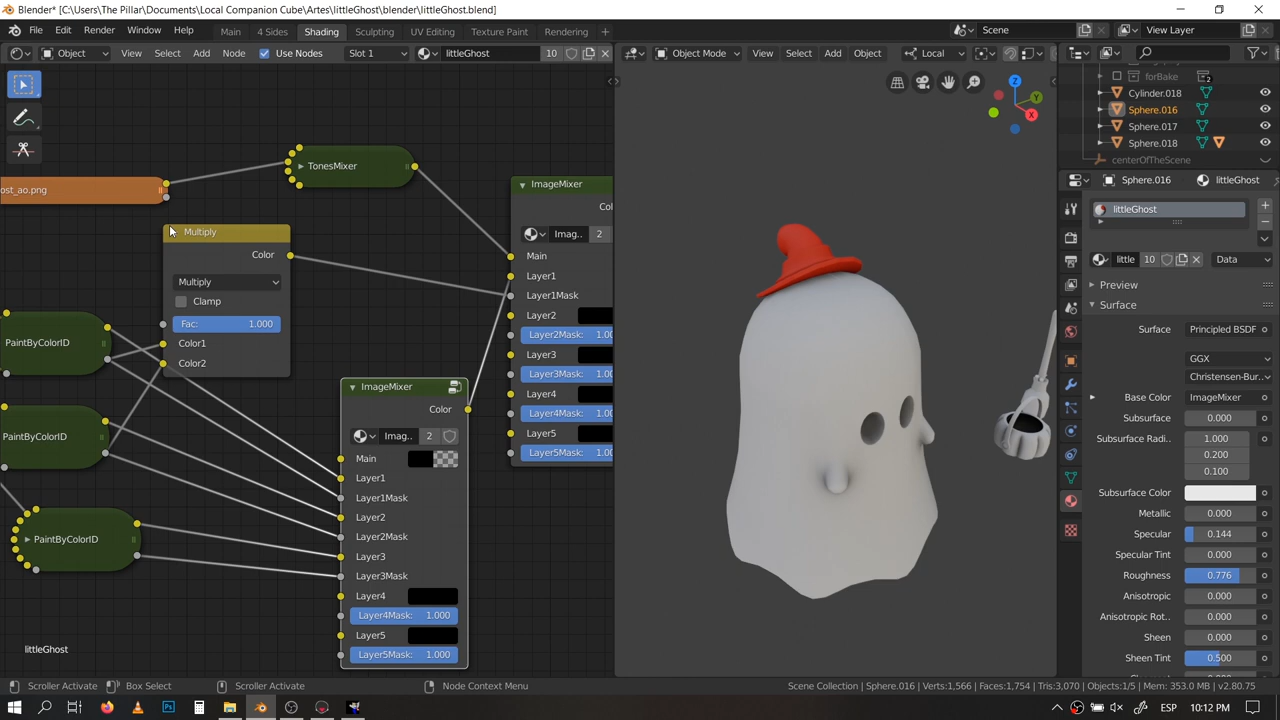 Blender* [C:\Users\The Pillar\Documents\Local Companion Cube\Artes\littleGhost\blender\littleGhost.blend]
File Edit Render Window Help Main 4 Sides Shading Sculpting UV Editing Texture Paint Rendering Scene View Layer
Object View Select Add Node Use Nodes Slot 1 littleGhost 10
Object Mode View Select Add Object Local
forBake 2
Cylinder.018
Sphere.016
Sphere.017
Sphere.018
centerOfTheScene
Sphere.016 littleGhost
littleGhost
little 10 Data
Preview
Surface
Surface Principled BSDF
GGX
Christensen-Bur..
Base Color ImageMixer
Subsurface 0.000
Subsurface Radi.. 1.000
0.200
0.100
Subsurface Color
Metallic 0.000
Specular 0.144
Specular Tint 0.000
Roughness 0.776
Anisotropic 0.000
Anisotropic Rot.. 0.000
Sheen 0.000
Sheen Tint 0.500
ost_ao.png
TonesMixer
Multiply
Color
Multiply
Clamp
Fac: 1.000
Color1
Color2
PaintByColorID
PaintByColorID
PaintByColorID
ImageMixer
Color
Imag.. 2
Main
Layer1
Layer1Mask
Layer2
Layer2Mask
Layer3
Layer3Mask
Layer4
Layer4Mask: 1.000
Layer5
Layer5Mask: 1.000
ImageMixer
Co
Imag.. 2
Main
Layer1
Layer1Mask
Layer2
Layer2Mask: 1.00
Layer3
Layer3Mask: 1.00
Layer4
Layer4Mask: 1.00
Layer5
Layer5Mask: 1.00
littleGhost
Scroller Activate Box Select Scroller Activate Node Context Menu Scene Collection | Sphere.016 | Verts:1,566 | Faces:1,754 | Tris:3,070 | Objects:1/5 | Mem: 353.0 MB | v2.80.75
ESP 10:12 PM